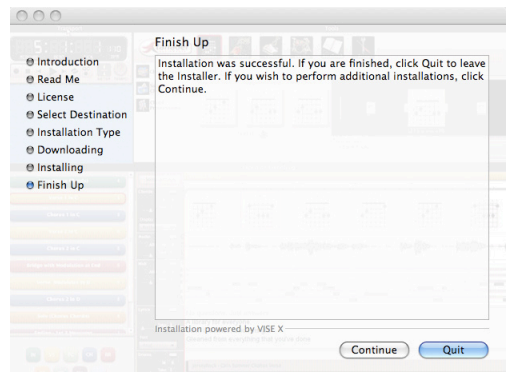 Finish Up
Introduction
Read Me
License
Select Destination
Installation Type
Downloading
Installing
Finish Up
Installation was successful. If you are finished, click Quit to leave
the Installer. If you wish to perform additional installations, click
Continue.
Installation powered by VISE X
Continue
Quit